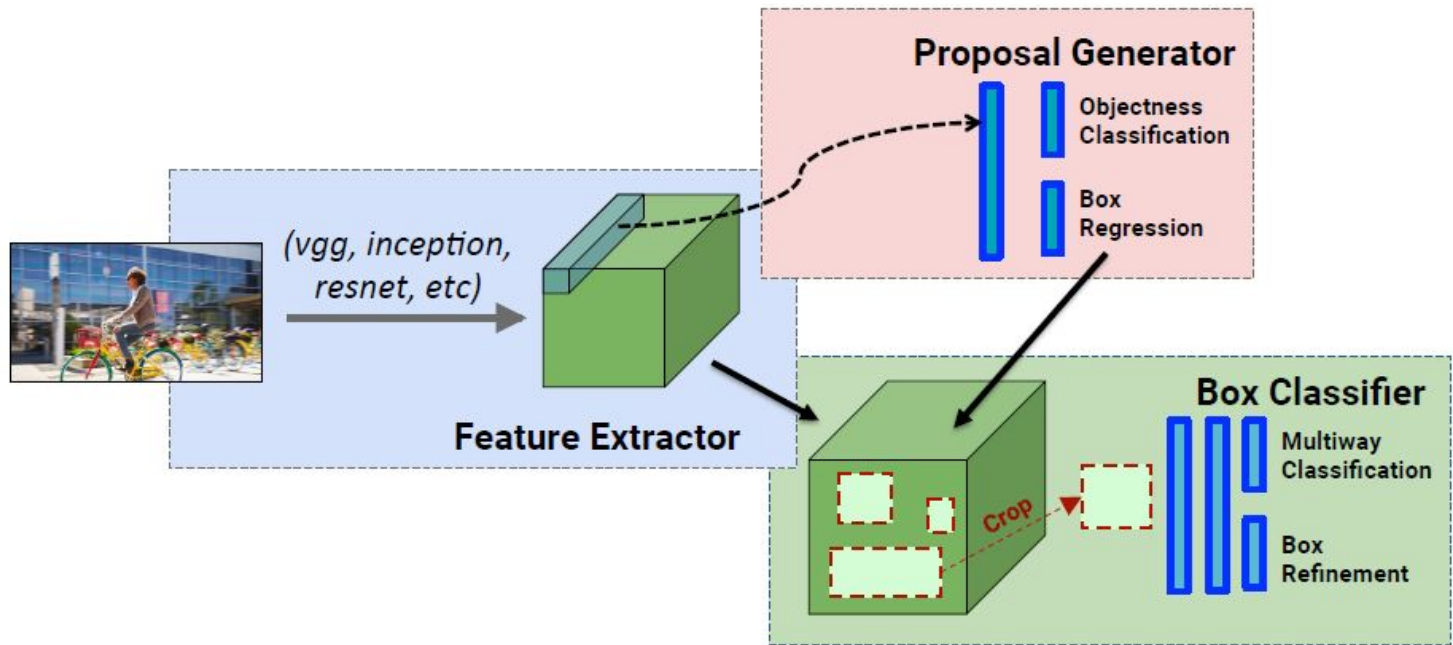 Proposal Generator
Objectness
Classification
Box
Regression
(vgg, inception,
resnet, etc)
Feature Extractor
Box Classifier
Multiway
Classification
Crop
Box
Refinement